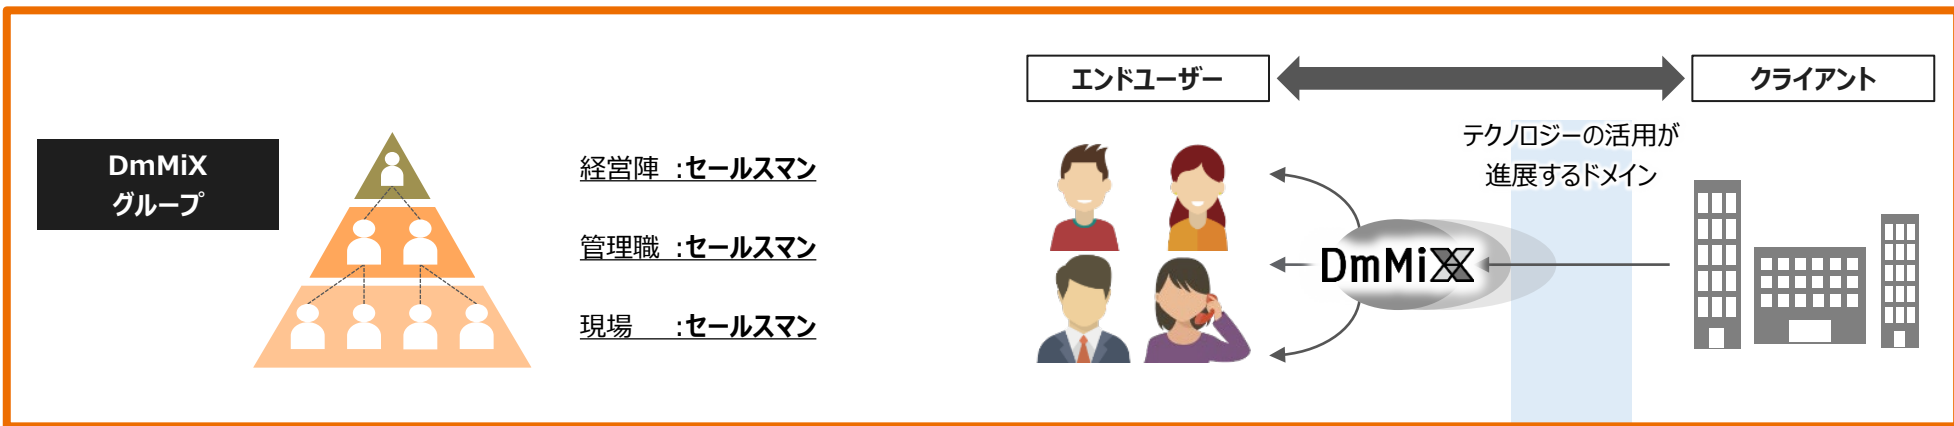 DmMiX
グループ
経営陣 :セールスマン
管理職 :セールスマン
現場 :セールスマン
エンドユーザー
クライアント
テクノロジーの活用が
進展するドメイン
DmMiX